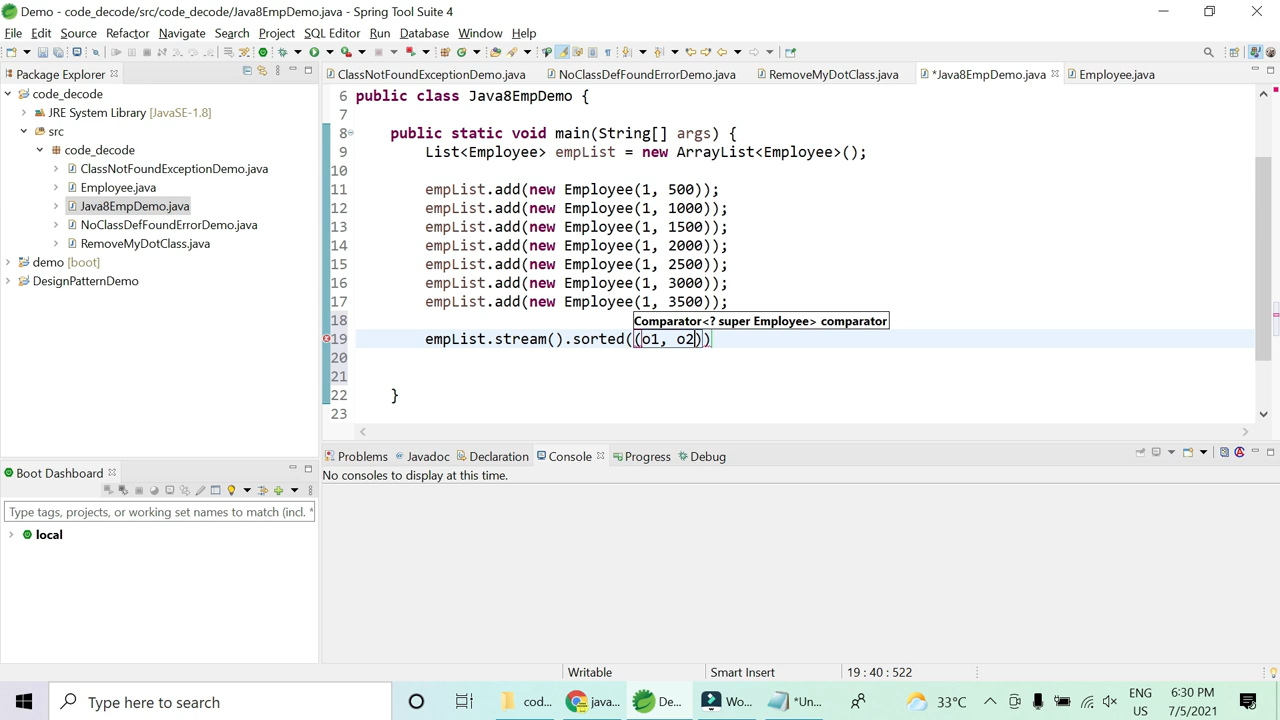 Demo - code_decode/src/code_decode/Java8EmpDemo.java - Spring Tool Suite 4
File Edit Source Refactor Navigate Search Project SQL Editor Run Database Window Help
Package Explorer
code_decode
JRE System Library [JavaSE-1.8]
src
code_decode
ClassNotFoundExceptionDemo.java
Employee.java
Java8EmpDemo.java
NoClassDefFoundErrorDemo.java
RemoveMyDotClass.java
demo [boot]
DesignPatternDemo
ClassNotFoundExceptionDemo.java NoClassDefFoundErrorDemo.java RemoveMyDotClass.java *Java8EmpDemo.java Employee.java
6 public class Java8EmpDemo {
7
8 public static void main(String[] args) {
9 List<Employee> empList = new ArrayList<Employee>();
10
11 empList.add(new Employee(1, 500));
12 empList.add(new Employee(1, 1000));
13 empList.add(new Employee(1, 1500));
14 empList.add(new Employee(1, 2000));
15 empList.add(new Employee(1, 2500));
16 empList.add(new Employee(1, 3000));
17 empList.add(new Employee(1, 3500));
18
Comparator<? super Employee> comparator
19 empList.stream().sorted((o1, o2))
20
21
22 }
23
Boot Dashboard
Type tags, projects, or working set names to match (incl. *
local
Problems Javadoc Declaration Console Progress Debug
No consoles to display at this time.
Writable Smart Insert 19 : 40 : 522
Type here to search
cod... java... De... Wo... *Un...
33°C
ENG
US
6:30 PM
7/5/2021